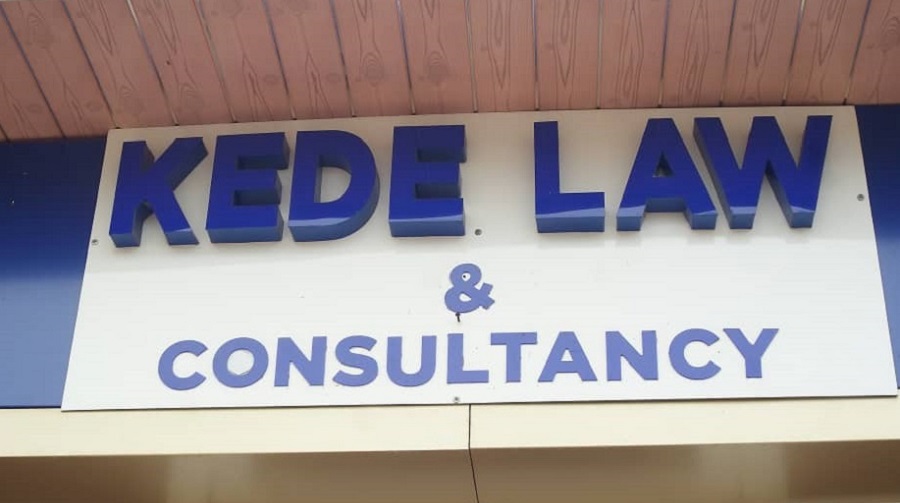 KEDE LAW
&
CONSULTANCY